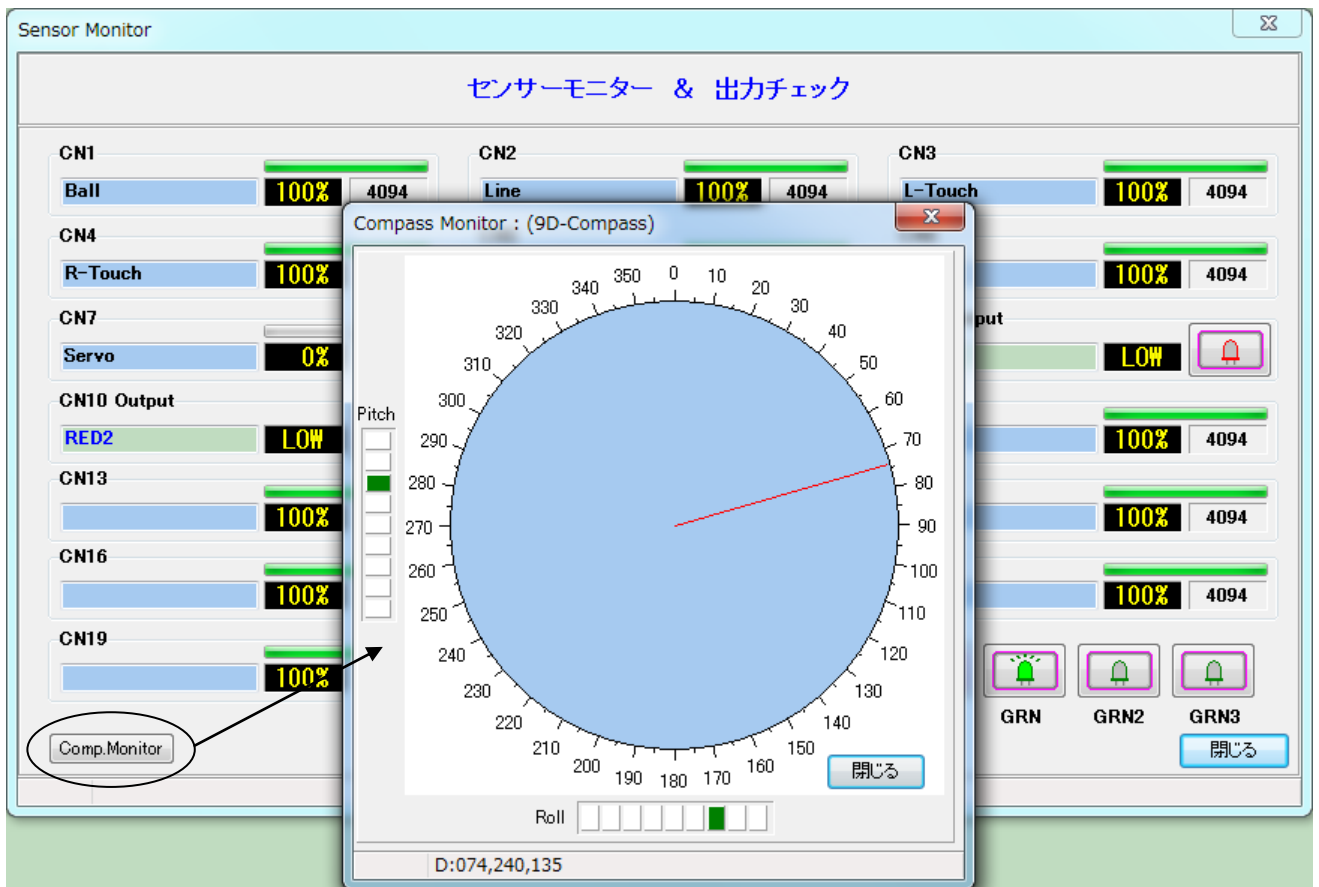 Sensor Monitor
センサーモニター ＆ 出力チェック
CN1
Ball 100% 4094
CN2
Line 100% 4094
CN3
L-Touch 100% 4094
CN4
R-Touch 100%
100% 4094
CN7
Servo 0%
put
LOW
CN10 Output
RED2 LOW
100% 4094
CN13
100%
100% 4094
CN16
100%
100% 4094
CN19
100%
GRN GRN2 GRN3
Comp.Monitor
閉じる
Compass Monitor : (9D-Compass)
0
10
20
30
40
50
60
70
80
90
100
110
120
130
140
150
160
170
180
190
200
210
220
230
240
250
260
270
280
290
300
310
320
330
340
350
Pitch
閉じる
Roll
D:074,240,135